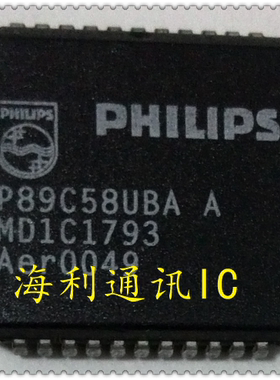 PHILIPS
PHILIPS
P89C58UBA A
MD1C1793
Aer0049
海利通讯IC